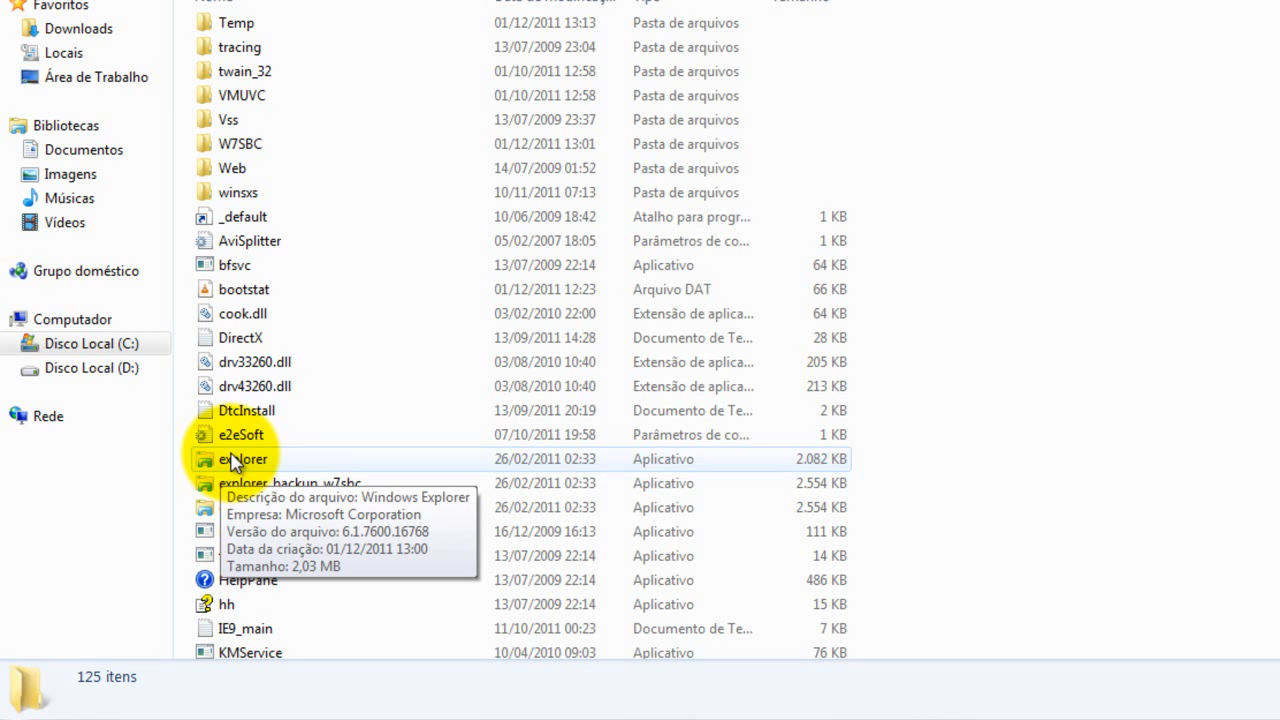 Favoritos
Downloads
Locais
Área de Trabalho
Bibliotecas
Documentos
Imagens
Músicas
Vídeos
Grupo doméstico
Computador
Disco Local (C:)
Disco Local (D:)
Rede
Temp 01/12/2011 13:13 Pasta de arquivos
tracing 13/07/2009 23:04 Pasta de arquivos
twain_32 01/10/2011 12:58 Pasta de arquivos
VMUVC 01/10/2011 12:58 Pasta de arquivos
Vss 13/07/2009 23:37 Pasta de arquivos
W7SBC 01/12/2011 13:01 Pasta de arquivos
Web 14/07/2009 01:52 Pasta de arquivos
winsxs 10/11/2011 07:13 Pasta de arquivos
_default 10/06/2009 18:42 Atalho para progr... 1 KB
AviSplitter 05/02/2007 18:05 Parâmetros de co... 1 KB
bfsvc 13/07/2009 22:14 Aplicativo 64 KB
bootstat 01/12/2011 12:23 Arquivo DAT 66 KB
cook.dll 03/02/2010 22:00 Extensão de aplica... 64 KB
DirectX 13/09/2011 14:28 Documento de Te... 28 KB
drv33260.dll 03/08/2010 10:40 Extensão de aplica... 205 KB
drv43260.dll 03/08/2010 10:40 Extensão de aplica... 213 KB
DtcInstall 13/09/2011 20:19 Documento de Te... 2 KB
e2eSoft 07/10/2011 19:58 Parâmetros de co... 1 KB
explorer 26/02/2011 02:33 Aplicativo 2.082 KB
explorer_backup_w7sbc 26/02/2011 02:33 Aplicativo 2.554 KB
26/02/2011 02:33 Aplicativo 2.554 KB
16/12/2009 16:13 Aplicativo 111 KB
13/07/2009 22:14 Aplicativo 14 KB
HelpPane 13/07/2009 22:14 Aplicativo 486 KB
hh 13/07/2009 22:14 Aplicativo 15 KB
IE9_main 11/10/2011 00:23 Documento de Te... 7 KB
KMService 10/04/2010 09:03 Aplicativo 76 KB
Descrição do arquivo: Windows Explorer
Empresa: Microsoft Corporation
Versão do arquivo: 6.1.7600.16768
Data da criação: 01/12/2011 13:00
Tamanho: 2,03 MB
125 itens